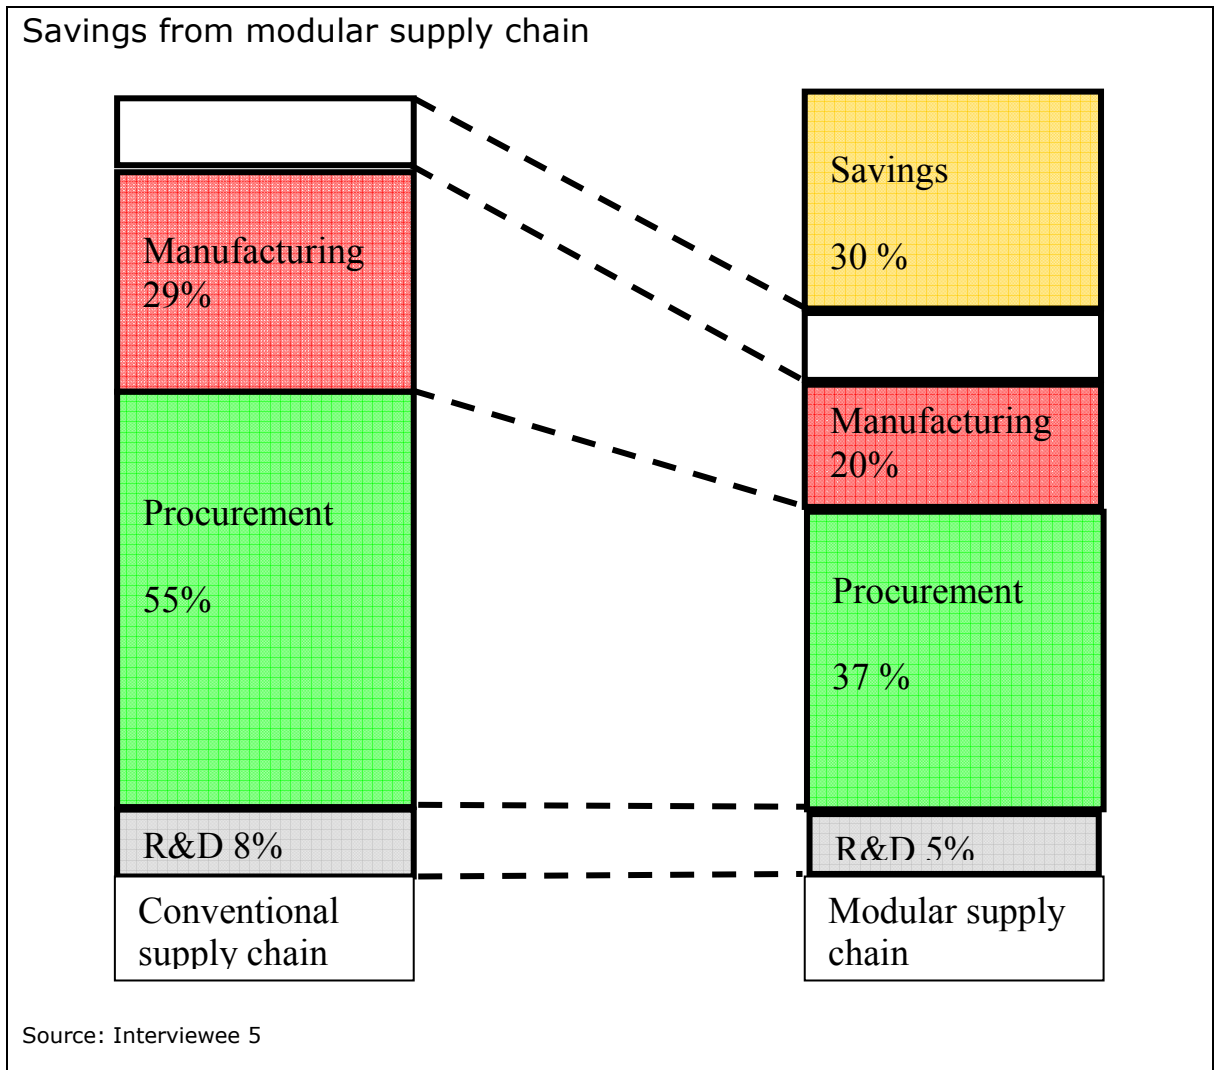 Savings from modular supply chain
Manufacturing
29%
Procurement
55%
R&D 8%
Conventional
supply chain
Savings
30 %
Manufacturing
20%
Procurement
37 %
R&D 5%
Modular supply
chain
Source: Interviewee 5